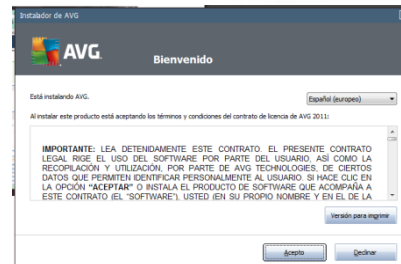 Instalador de AVG
AVG.
Bienvenido
Está instalando AVG.
Español (europeo)
Al instalar este producto está aceptando los términos y condiciones del contrato de licencia de AVG 2011:
IMPORTANTE: LEA DETENIDAMENTE ESTE CONTRATO. EL PRESENTE CONTRATO
LEGAL RIGE EL USO DEL SOFTWARE POR PARTE DEL USUARIO, ASÍ COMO LA
RECOPILACIÓN Y UTILIZACIÓN, POR PARTE DE AVG TECHNOLOGIES, DE CIERTOS
DATOS QUE PERMITEN IDENTIFICAR PERSONALMENTE AL USUARIO. SI HACE CLIC EN
LA OPCIÓN "ACEPTAR" O INSTALA EL PRODUCTO DE SOFTWARE QUE ACOMPAÑA A
ESTE CONTRATO (EL "SOFTWARE"), USTED (EN SU PROPIO NOMBRE Y EN EL DE LA
Versión para imprimir
Acepto
Declinar